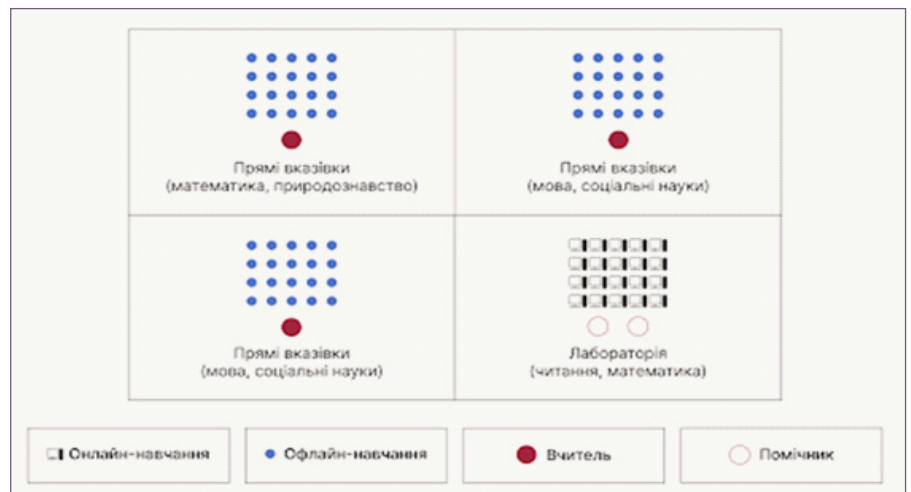 Прямі вказівки
(математика, природознавство)
Прямі вказівки
(мова, соціальні науки)
Прямі вказівки
(мова, соціальні науки)
Лабораторія
(читання, математика)
Онлайн-навчання
Офлайн-навчання
Вчитель
Помічник